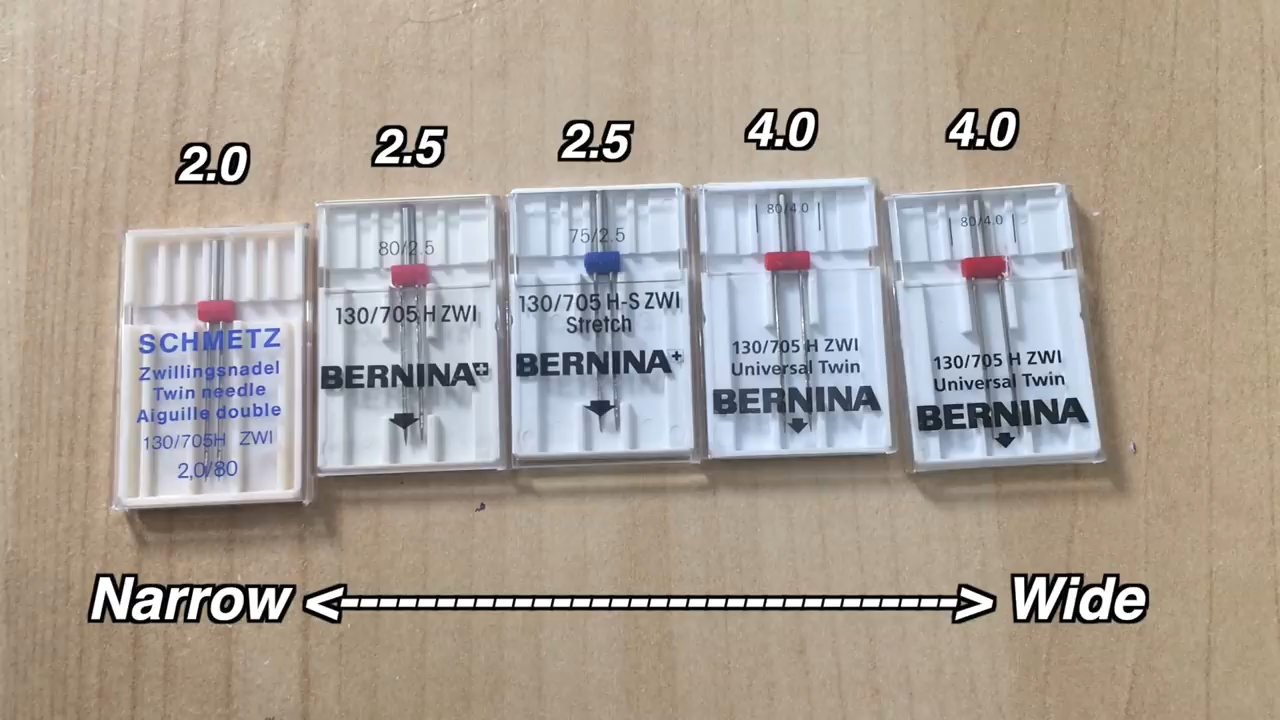 2.0
2.5
2.5
4.0
4.0
SCHMETZ
Zwillingsnadel
Twin needle
Aiguille double
130/705H ZWI
2,0/80
80/2.5
130/705 H ZWI
BERNINA
75/2.5
130/705 H-S ZWI
Stretch
BERNINA
80/4.0
130/705 H ZWI
Universal Twin
BERNINA
80/4.0
130/705 H ZWI
Universal Twin
BERNINA
Narrow <----------------> Wide